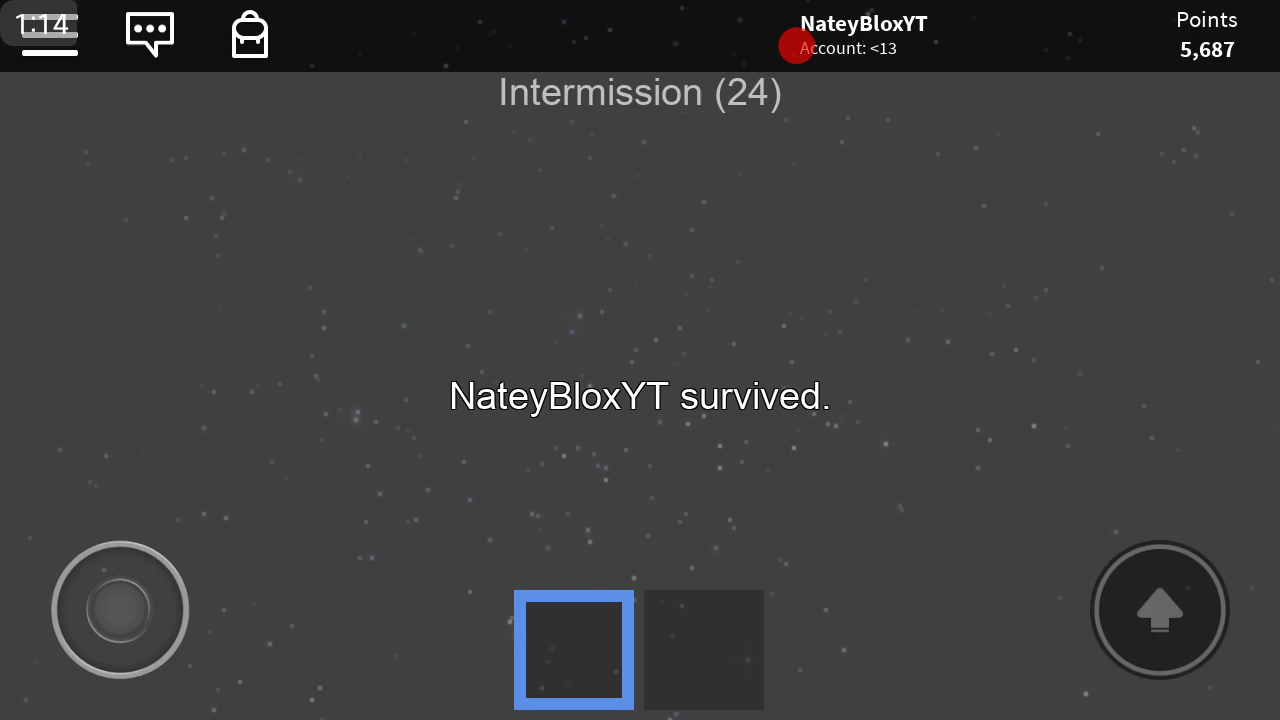 1:14
NateyBloxYT
Account: <13
Points
5,687
Intermission (24)
NateyBloxYT survived.